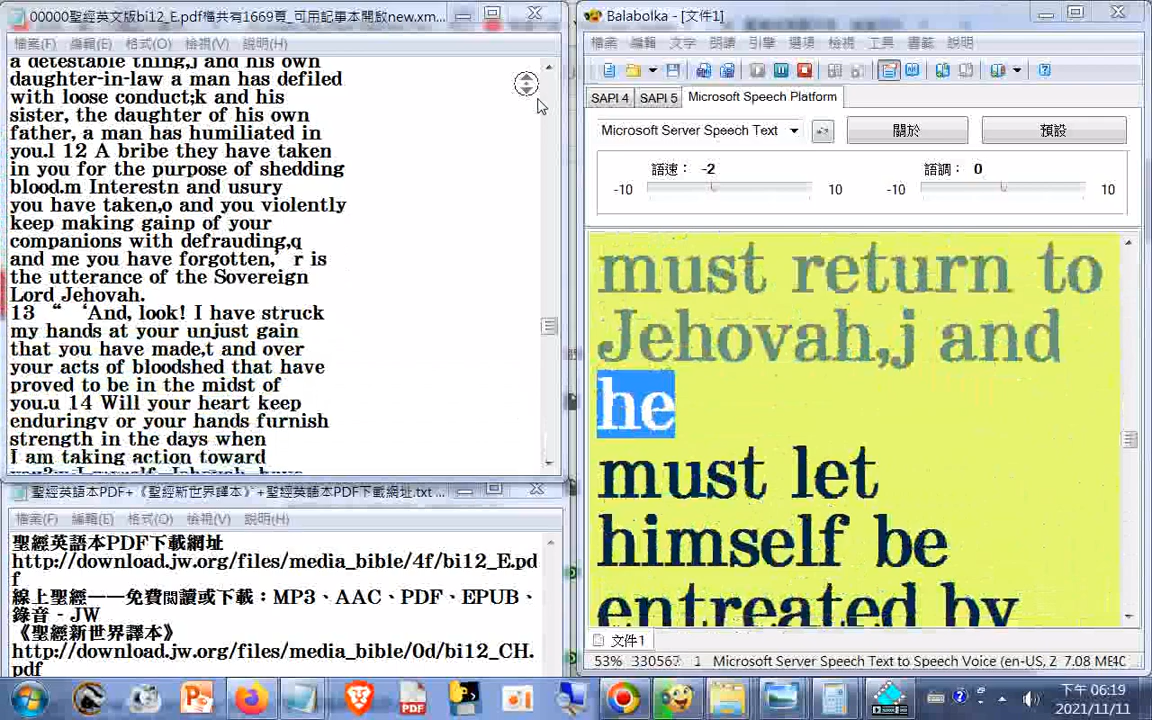 00000聖經英文版bi12_E.pdf檔共有1669頁_可用記事本開啟new.xm...
檔案(F) 編輯(E) 格式(O) 檢視(V) 說明(H)
a detestable thing,j and his own
daughter-in-law a man has defiled
with loose conduct;k and his
sister, the daughter of his own
father, a man has humiliated in
you.l 12 A bribe they have taken
in you for the purpose of shedding
blood.m Interestn and usury
you have taken,o and you violently
keep making gainp of your
companions with defrauding,q
and me you have forgotten,’ r is
the utterance of the Sovereign
Lord Jehovah.
13 “ ‘And, look! I have struck
my hands at your unjust gain
that you have made,t and over
your acts of bloodshed that have
proved to be in the midst of
you.u 14 Will your heart keep
enduringv or your hands furnish
strength in the days when
I am taking action toward
聖經英語本PDF+《聖經新世界譯本》+聖經英語本PDF下載網址.txt ...
檔案(F) 編輯(E) 格式(O) 檢視(V) 說明(H)
聖經英語本PDF下載網址
http://download.jw.org/files/media_bible/4f/bi12_E.pd
f
線上聖經——免費閱讀或下載：MP3、AAC、PDF、EPUB、
錄音 - JW
《聖經新世界譯本》
http://download.jw.org/files/media_bible/0d/bi12_CH.
pdf
Balabolka - [文件1]
檔案 編輯 文字 朗讀 引擎 選項 檢視 工具 書籤 說明
SAPI 4 SAPI 5 Microsoft Speech Platform
Microsoft Server Speech Text 關於 預設
語速： -2 語調： 0
-10 10 -10 10
must return to
Jehovah,j and
he
must let
himself be
entreated by
文件1
53% 330567 1 Microsoft Server Speech Text to Speech Voice (en-US, Z 7.08 ME
下午 06:19
2021/11/11